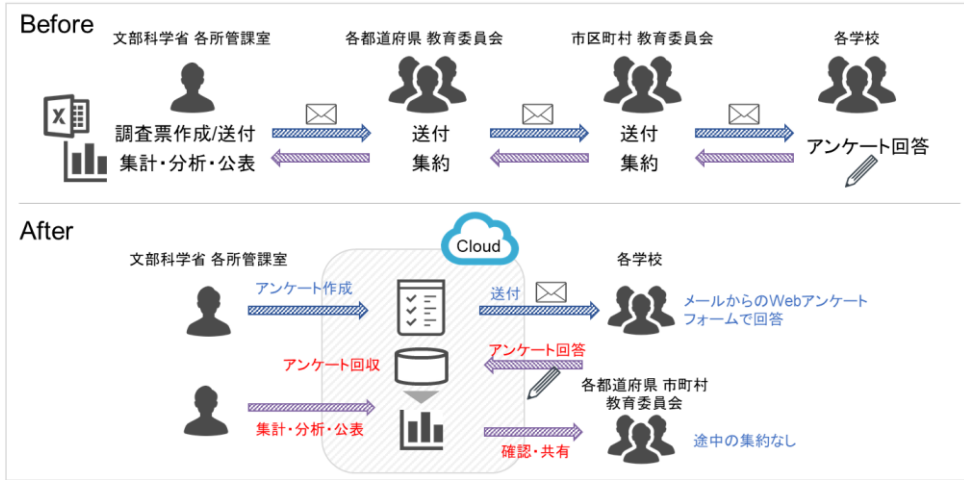 Before
文部科学省 各所管課室
各都道府県 教育委員会
市区町村 教育委員会
各学校
X
調査票作成/送付
送付
送付
アンケート回答
集計・分析・公表
集約
集約
After
Cloud
文部科学省 各所管課室
各学校
アンケート作成
送付
メールからのWebアンケート
フォームで回答
アンケート回収
アンケート回答
各都道府県 市町村
教育委員会
集計・分析・公表
確認・共有
途中の集約なし